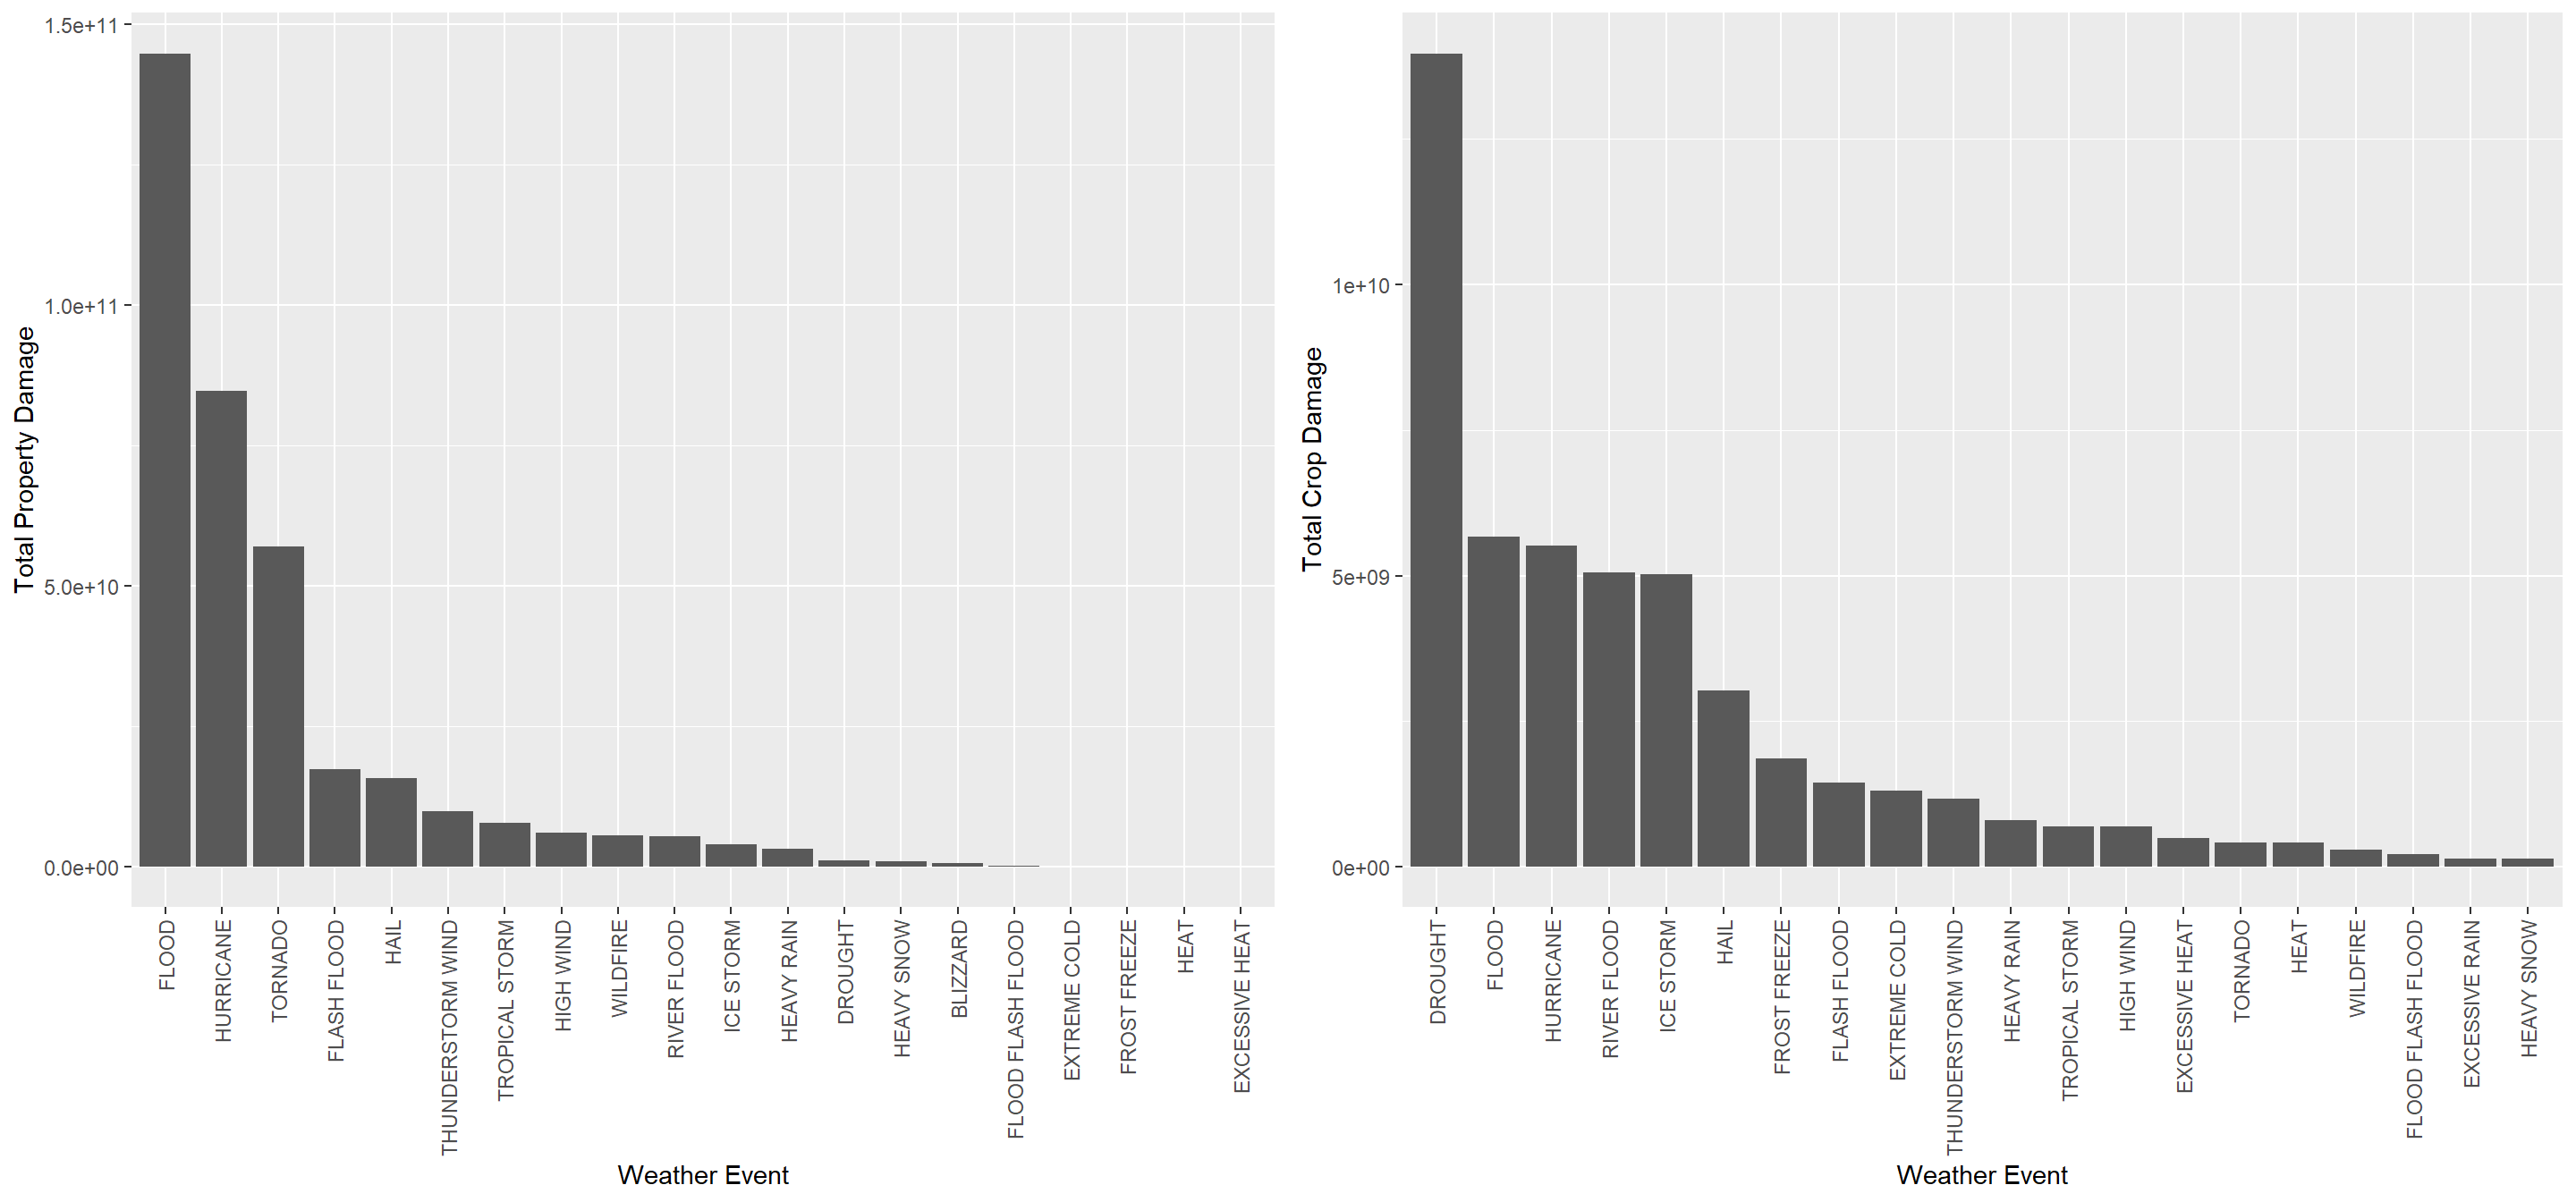 Total Property Damage
1.5e+11
1.0e+11
5.0e+10
0.0e+00
FLOOD
HURRICANE
TORNADO
FLASH FLOOD
HAIL
THUNDERSTORM WIND
TROPICAL STORM
HIGH WIND
WILDFIRE
RIVER FLOOD
ICE STORM
HEAVY RAIN
DROUGHT
HEAVY SNOW
BLIZZARD
FLOOD FLASH FLOOD
EXTREME COLD
FROST FREEZE
HEAT
EXCESSIVE HEAT
Weather Event
Total Crop Damage
1e+10
5e+09
0e+00
DROUGHT
FLOOD
HURRICANE
RIVER FLOOD
ICE STORM
HAIL
FROST FREEZE
FLASH FLOOD
EXTREME COLD
THUNDERSTORM WIND
HEAVY RAIN
TROPICAL STORM
HIGH WIND
EXCESSIVE HEAT
TORNADO
HEAT
WILDFIRE
FLOOD FLASH FLOOD
EXCESSIVE RAIN
HEAVY SNOW
Weather Event